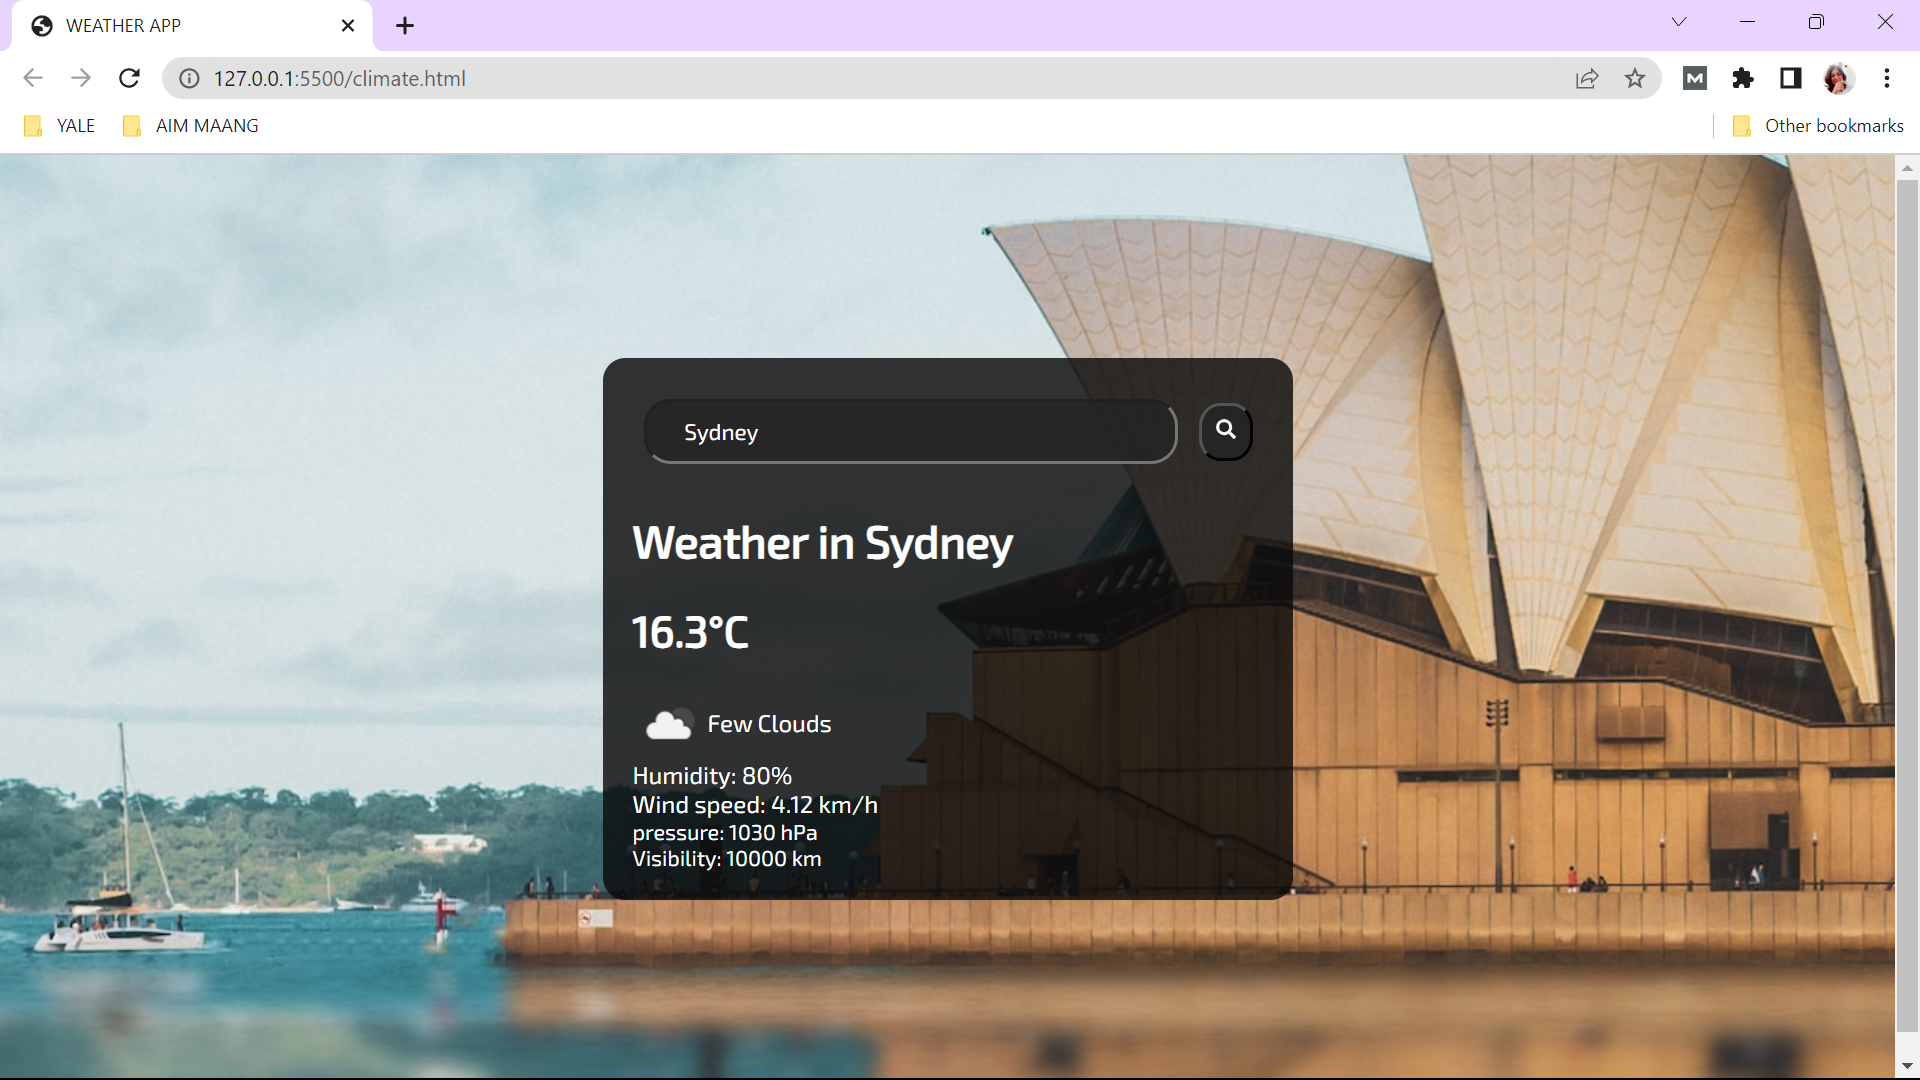 WEATHER APP
127.0.0.1:5500/climate.html
YALE
AIM MAANG
Other bookmarks
Sydney
Weather in Sydney
16.3°C
Few Clouds
Humidity: 80%
Wind speed: 4.12 km/h
pressure: 1030 hPa
Visibility: 10000 km